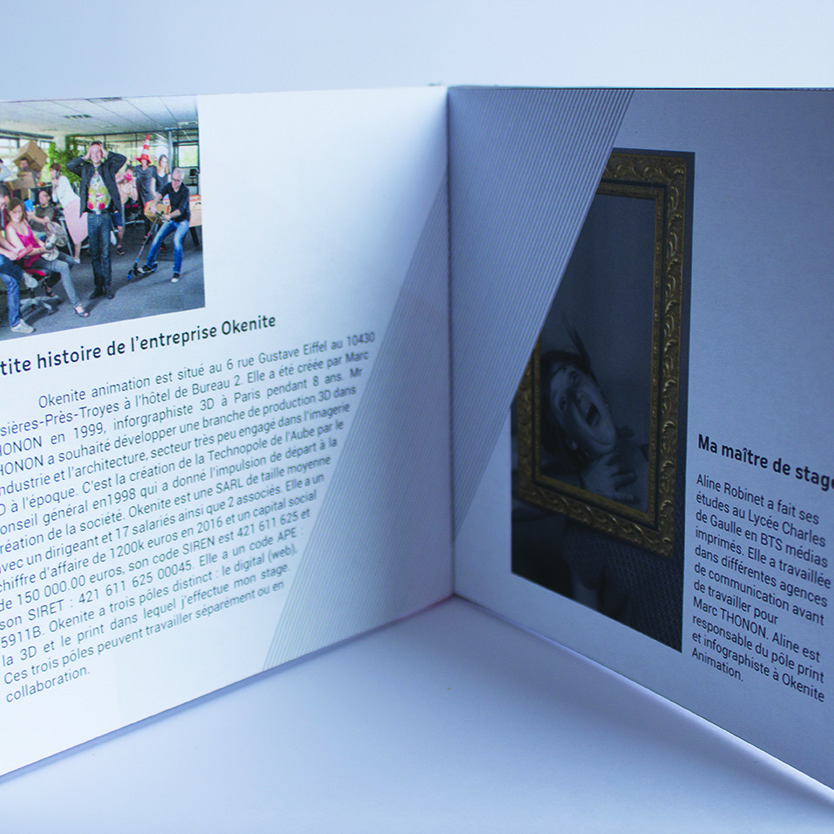 tite histoire de l'entreprise Okenite
Okenite animation est situé au 6 rue Gustave Eiffel au 10430
sières-Près-Troyes à l'hôtel de Bureau 2. Elle a été créée par Marc
HONON en 1999, inforgraphiste 3D à Paris pendant 8 ans. Mr
HONON a souhaité développer une branche de production 3D dans
ndustrie et l'architecture, secteur très peu engagé dans l'imagerie
D à l'époque. C'est la création de la Technopole de l'Aube par le
onseil général en1998 qui a donné l'impulsion de départ à la
réation de la société. Okenite est une SARL de taille moyenne
avec un dirigeant et 17 salariés ainsi que 2 associés. Elle a un
chiffre d'affaire de 1200k euros en 2016 et un capital social
de 150 000.00 euros, son code SIREN est 421 611 625 et
son SIRET : 421 611 625 00045. Elle a un code APE :
5911B. Okenite a trois pôles distinct : le digital (web),
la 3D et le print dans lequel j'effectue mon stage.
Ces trois pôles peuvent travailler séparément ou en
collaboration.
Ma maître de stage
Aline Robinet a fait ses
études au Lycée Charles
de Gaulle en BTS médias
imprimés. Elle a travaillée
dans différentes agences
de communication avant
de travailler pour
Marc THONON. Aline est
responsable du pôle print
et infographiste à Okenite
Animation.